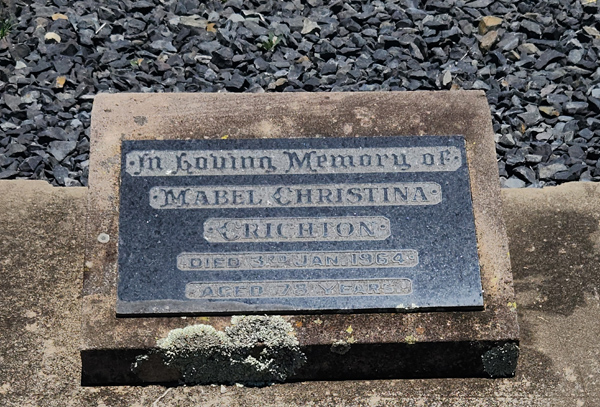 In Loving Memory of
MABEL CHRISTINA
CRICHTON
DIED 3RD JAN. 1964
AGED 75 YEARS